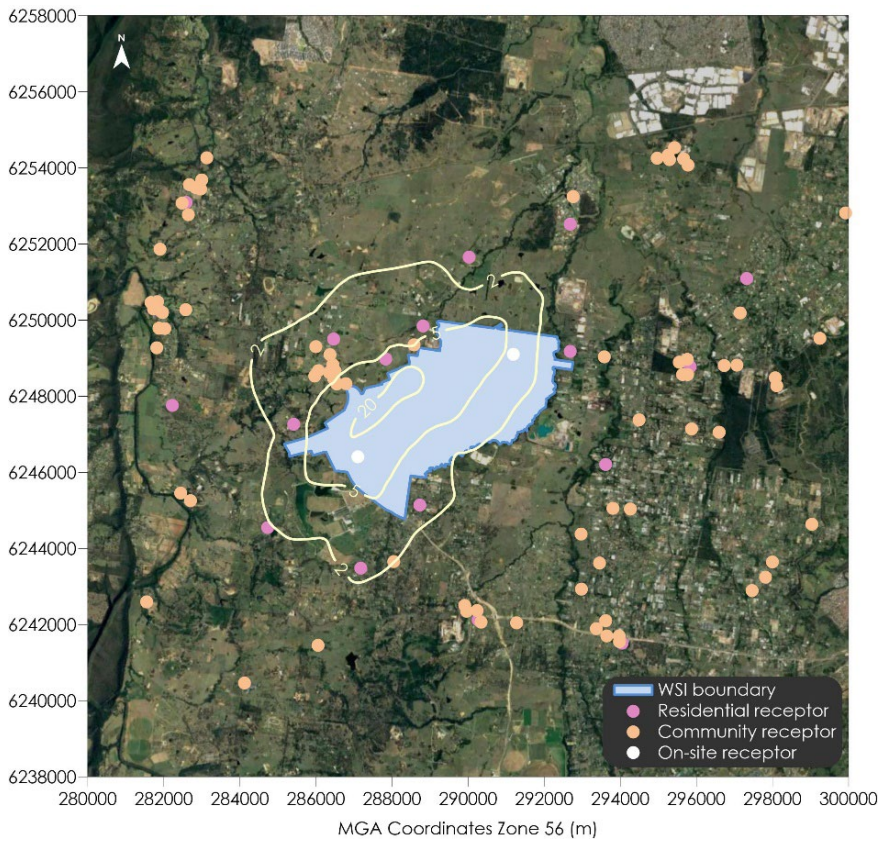 6258000
N
6256000
6254000
6252000
2
6250000
5
2
6248000
20
6246000
5
6244000
2
6242000
6240000
WSI boundary
Residential receptor
Community receptor
On-site receptor
6238000
280000 282000 284000 286000 288000 290000 292000 294000 296000 298000 300000
MGA Coordinates Zone 56 (m)